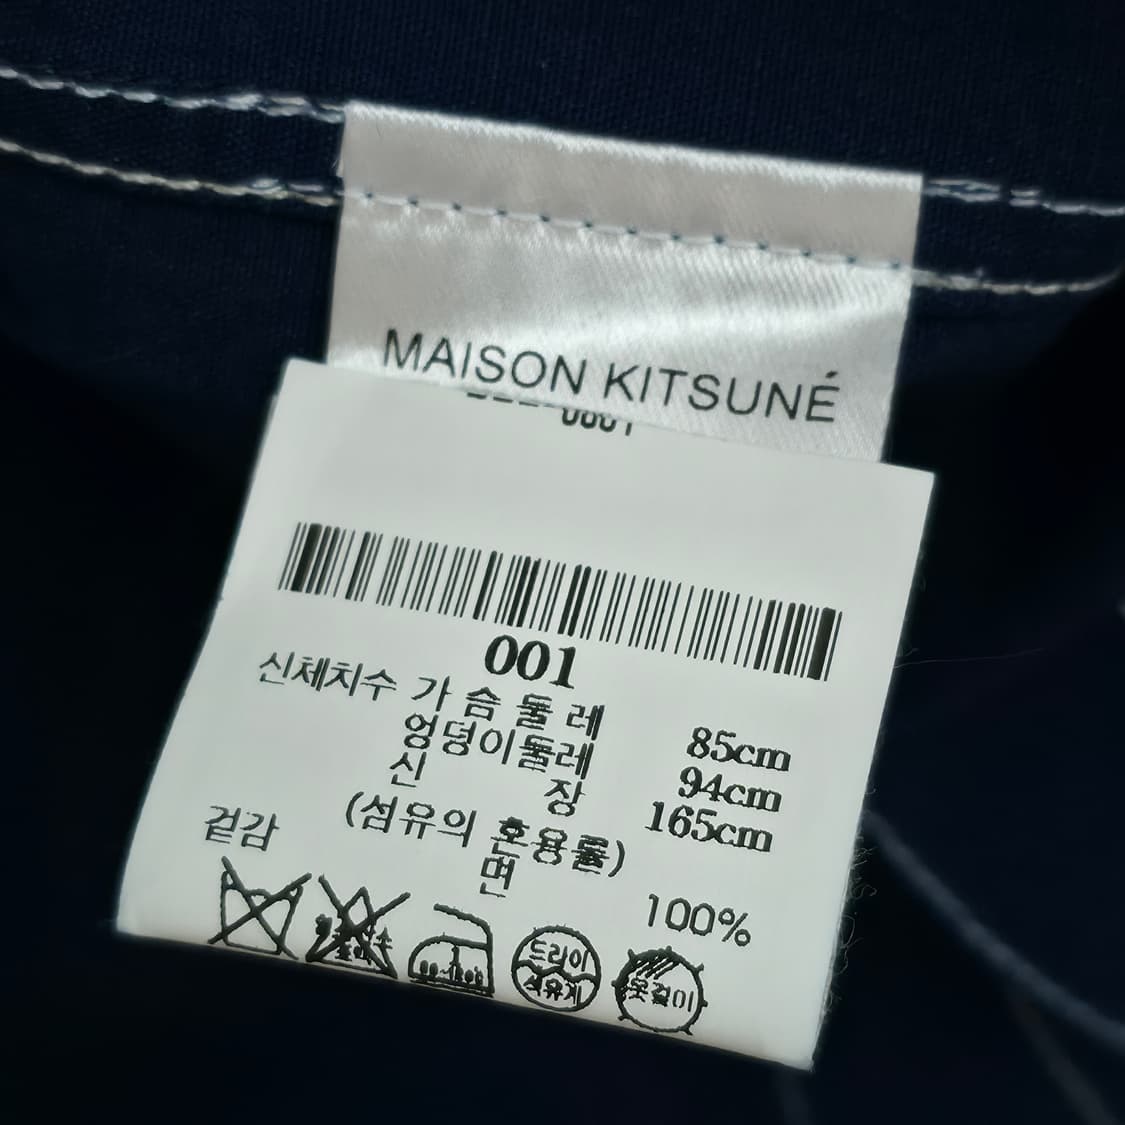 MAISON KITSUNÉ
001
신체치수 가 슴 둘 레 85cm
엉덩이둘레 94cm
신 장 165cm
(섬유의 혼용률)
겉감 면 100%
드라이
석유계
옷걸이